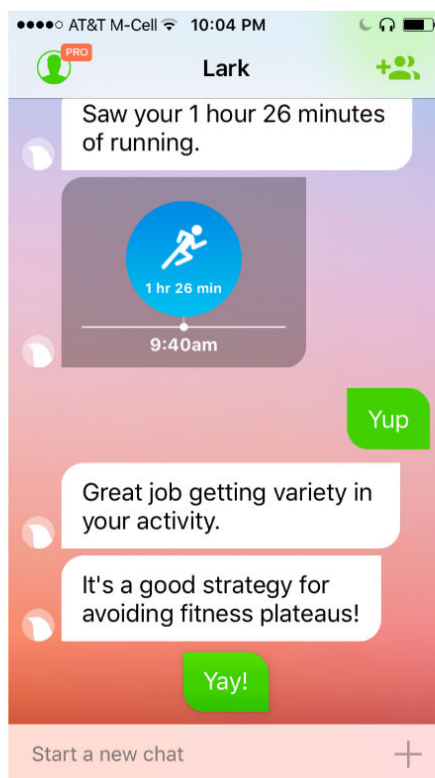 AT&T M-Cell 10:04 PM
PRO
Lark
Saw your 1 hour 26 minutes
of running.
1 hr 26 min
9:40am
Yup
Great job getting variety in
your activity.
It's a good strategy for
avoiding fitness plateaus!
Yay!
Start a new chat